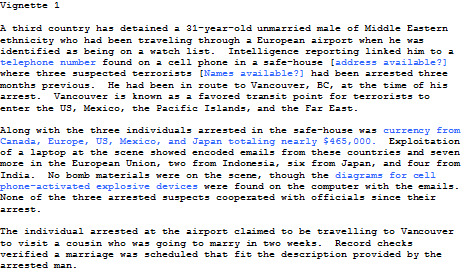 Vignette 1
A third country has detained a 31-year-old unmarried male of Middle Eastern
ethnicity who had been traveling through a European airport when he was
identified as being on a watch list.  Intelligence reporting linked him to a
telephone number found on a cell phone in a safe-house [address available?]
where three suspected terrorists [Names available?] had been arrested three
months previous.  He had been in route to Vancouver, BC, at the time of his
arrest.  Vancouver is known as a favored transit point for terrorists to
enter the US, Mexico, the Pacific Islands, and the Far East.
Along with the three individuals arrested in the safe-house was currency from
Canada, Europe, US, Mexico, and Japan totaling nearly $465,000.  Exploitation
of a laptop at the scene showed encoded emails from these countries and seven
more in the European Union, two from Indonesia, six from Japan, and four from
India.  No bomb materials were on the scene, though the diagrams for cell
phone-activated explosive devices were found on the computer with the emails.
None of the three arrested suspects cooperated with officials since their
arrest.
The individual arrested at the airport claimed to be travelling to Vancouver
to visit a cousin who was going to marry in two weeks.  Record checks
verified a marriage was scheduled that fit the description provided by the
arrested man.